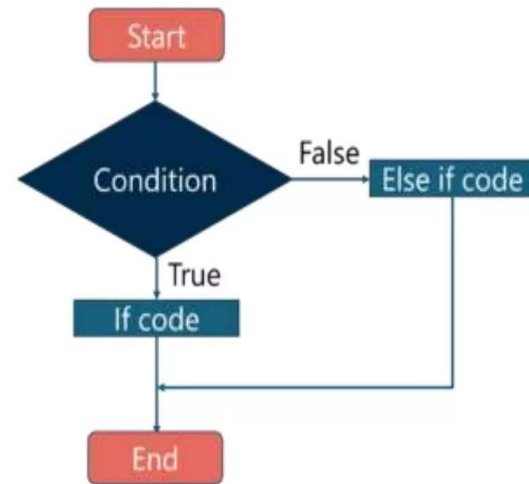 Start
Condition
False
Else if code
True
If code
End